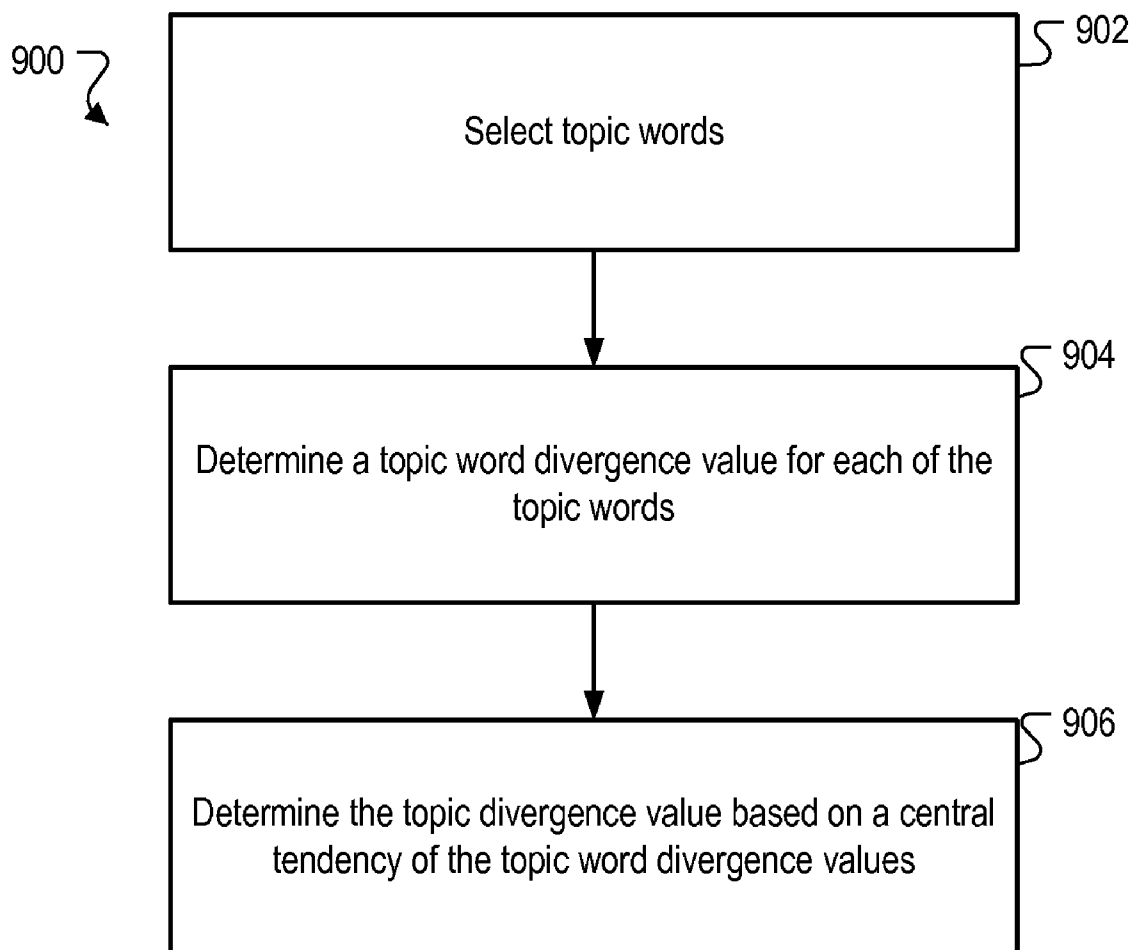 900
902
Select topic words
904
Determine a topic word divergence value for each of the
topic words
906
Determine the topic divergence value based on a central
tendency of the topic word divergence values